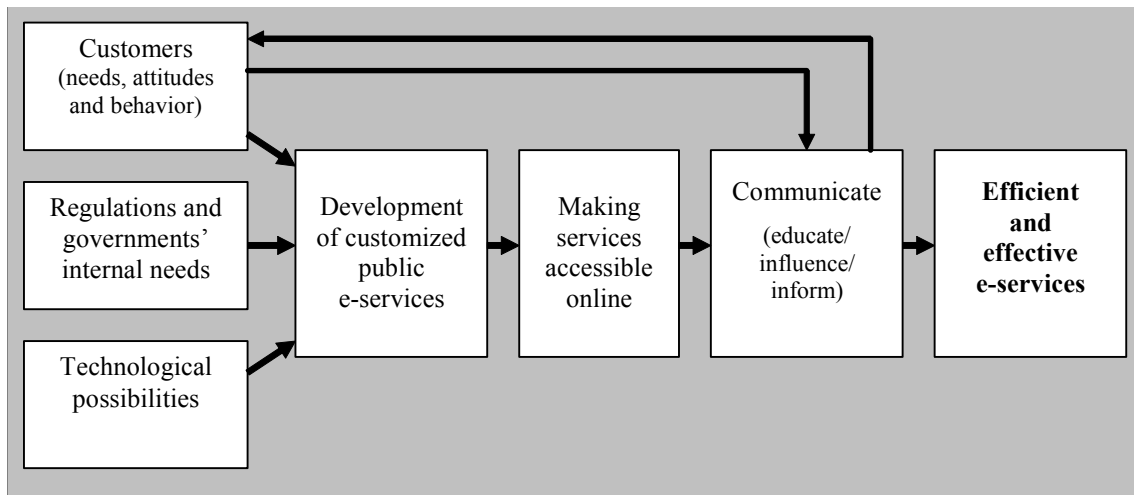 Customers
(needs, attitudes
and behavior)
Regulations and
governments’
internal needs
Technological
possibilities
Development
of customized
public
e-services
Making
services
accessible
online
Communicate
(educate/
influence/
inform)
Efficient
and
effective
e-services